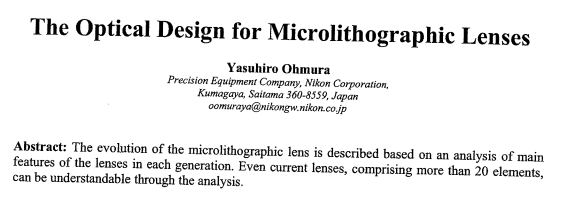 The Optical Design for Microlithographic Lenses
Yasuhiro Ohmura
Precision Equipment Company, Nikon Corporation,
Kumagaya, Saitama 360-8559, Japan
oomuraya@nikongw.nikon.co.jp
Abstract: The evolution of the microlithographic lens is described based on an analysis of main
features of the lenses in each generation. Even current lenses, comprising more than 20 elements,
can be understandable through the analysis.